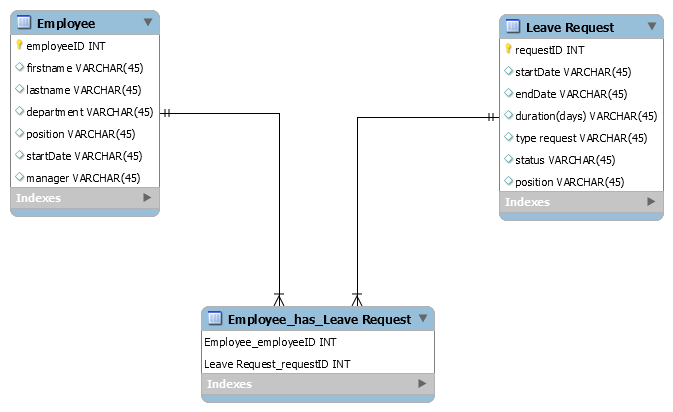 Employee
employeeID INT
firstname VARCHAR(45)
lastname VARCHAR(45)
department VARCHAR(45)
position VARCHAR(45)
startDate VARCHAR(45)
manager VARCHAR(45)
Indexes
Leave Request
requestID INT
startDate VARCHAR(45)
endDate VARCHAR(45)
duration(days) VARCHAR(45)
type request VARCHAR(45)
status VARCHAR(45)
position VARCHAR(45)
Indexes
Employee_has_Leave Request
Employee_employeeID INT
Leave Request_requestID INT
Indexes